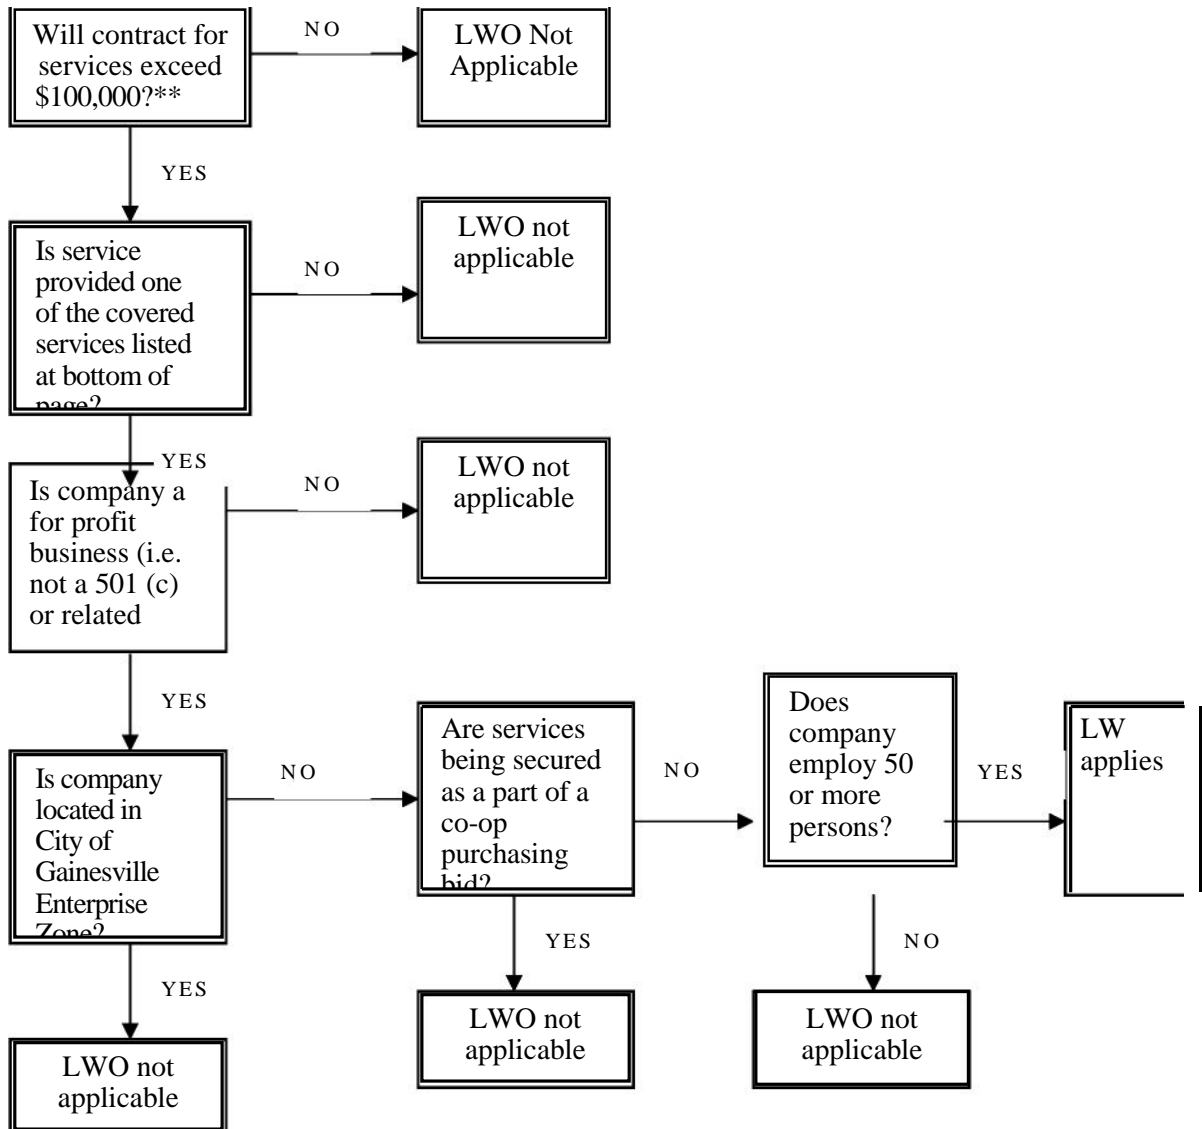 Will contract for
services exceed
$100,000?**
NO
LWO Not
Applicable
YES
Is service
provided one
of the covered
services listed
at bottom of
page?
NO
LWO not
applicable
YES
Is company a
for profit
business (i.e.
not a 501 (c)
or related
NO
LWO not
applicable
YES
Is company
located in
City of
Gainesville
Enterprise
Zone?
NO
Are services
being secured
as a part of a
co-op
purchasing
bid?
NO
Does
company
employ 50
or more
persons?
YES
LW
applies
YES
LWO not
applicable
YES
LWO not
applicable
NO
LWO not
applicable